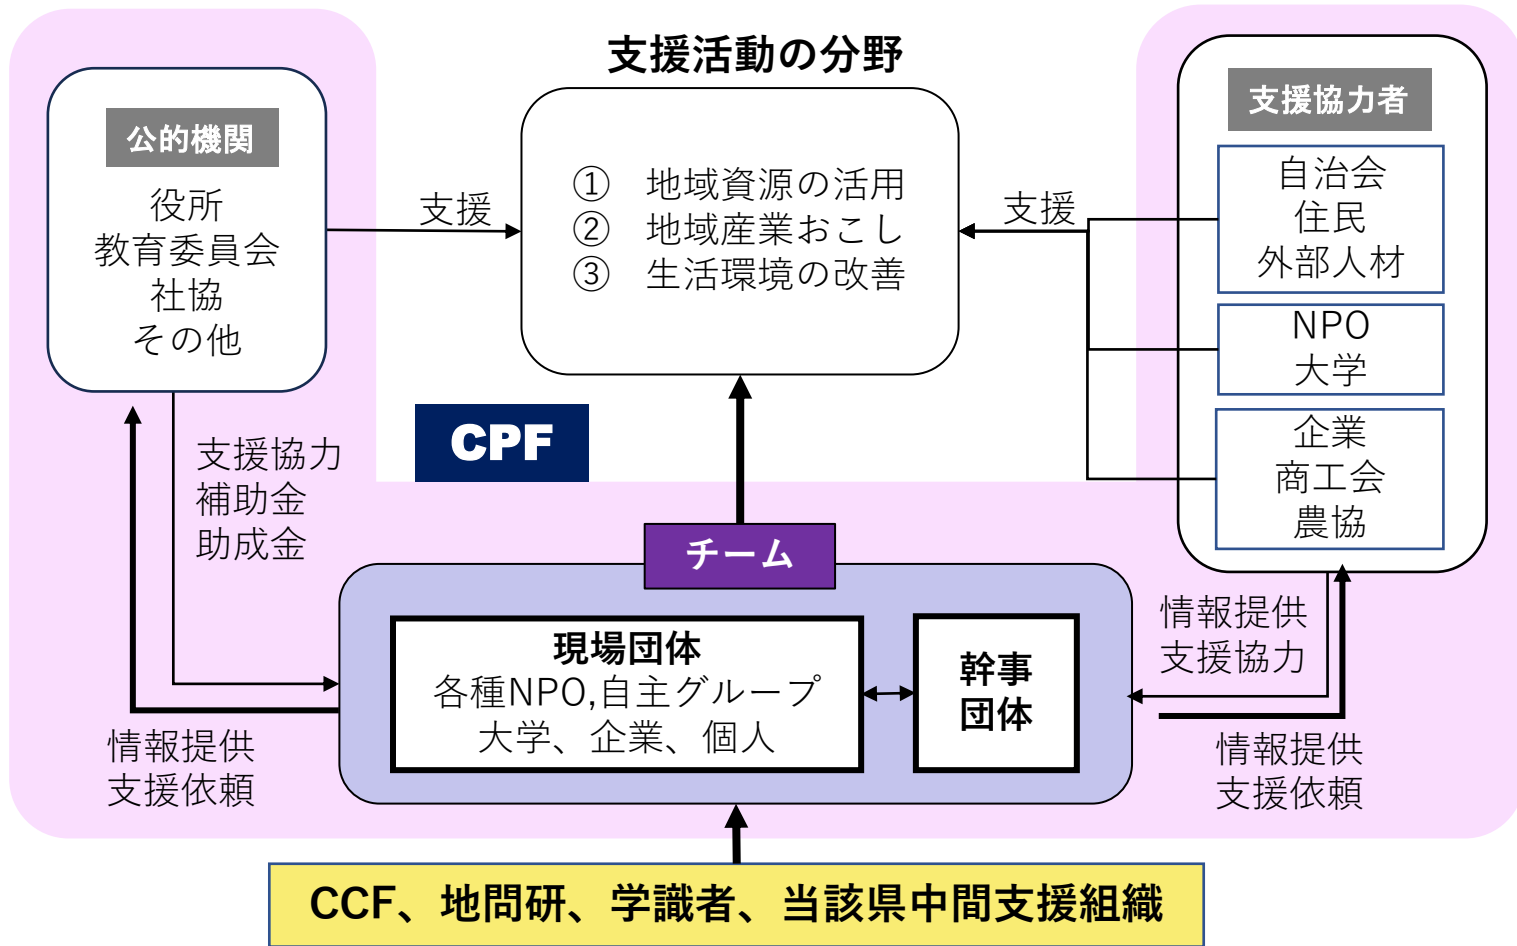 支援活動の分野
公的機関
役所
教育委員会
社協
その他
支援
① 地域資源の活用
② 地域産業おこし
③ 生活環境の改善
支援
支援協力者
自治会
住民
外部人材
NPO
大学
企業
商工会
農協
支援協力
補助金
助成金
CPF
チーム
現場団体
各種NPO,自主グループ
大学、企業、個人
幹事
団体
情報提供
支援協力
情報提供
支援依頼
情報提供
支援依頼
CCF、地問研、学識者、当該県中間支援組織